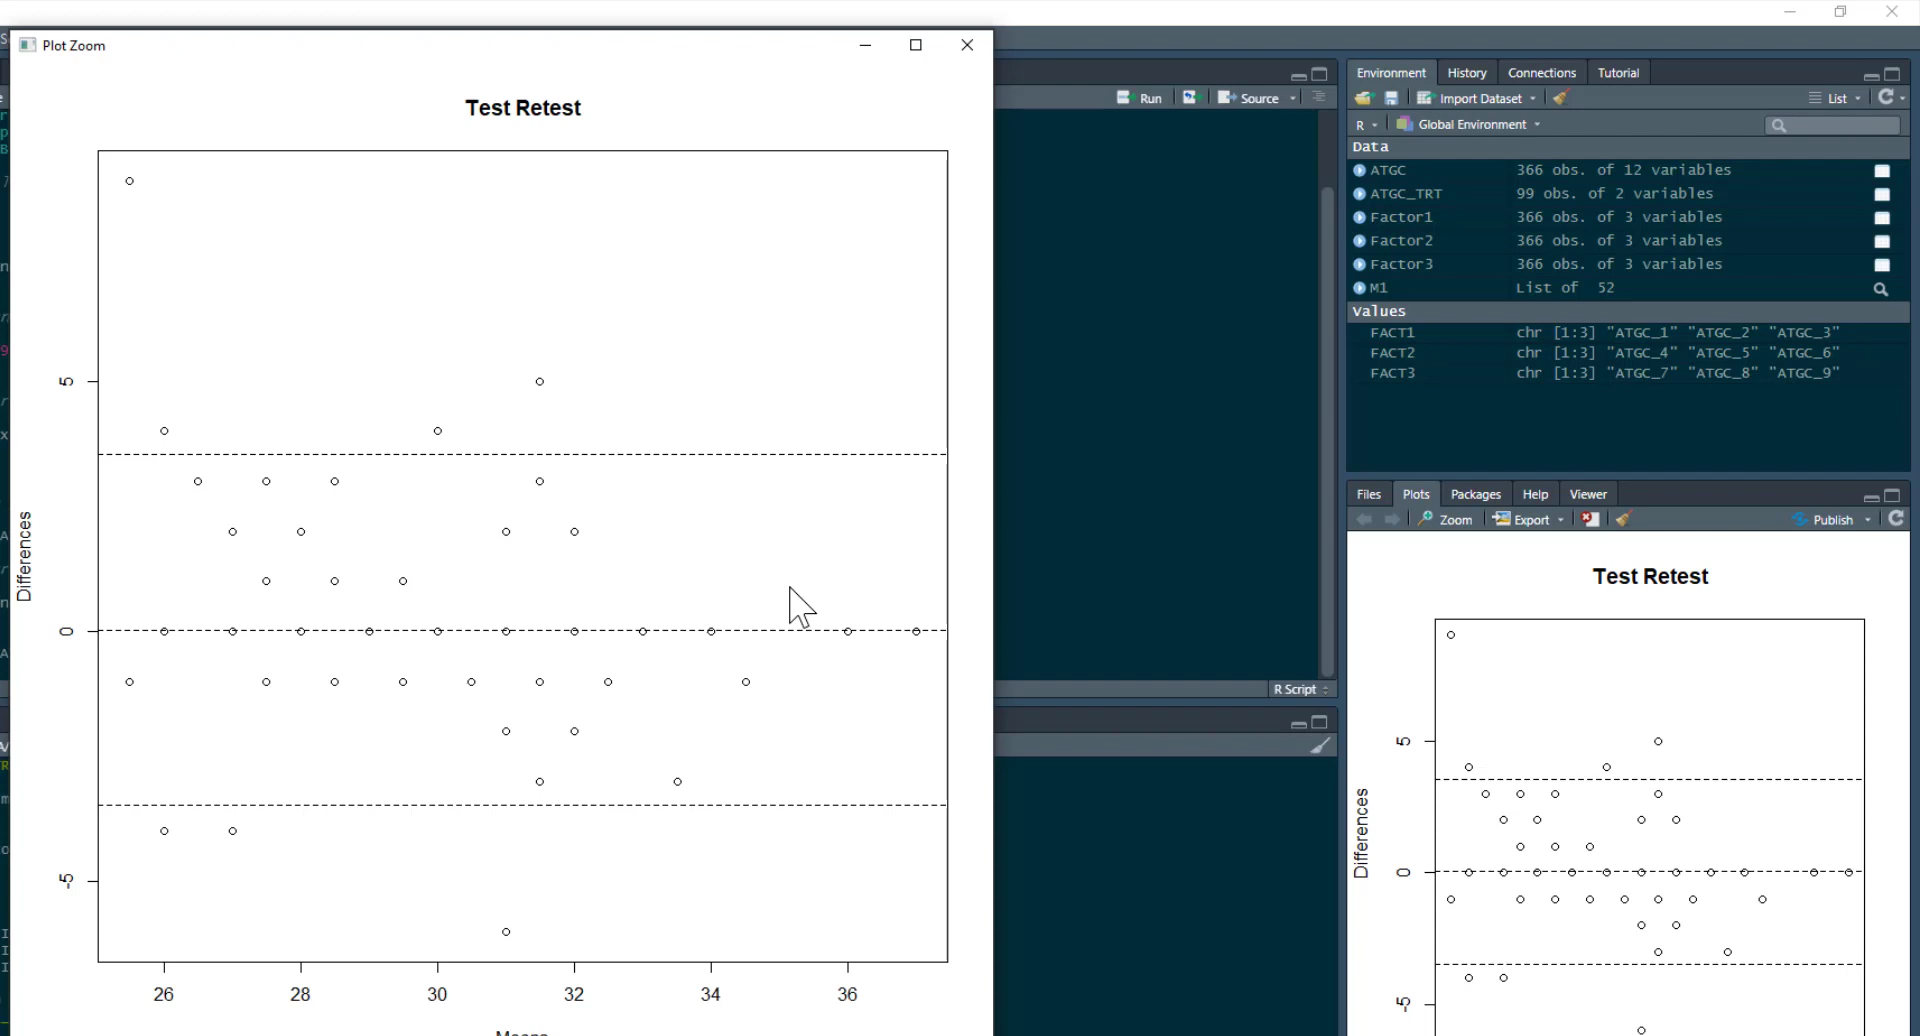 Plot Zoom
Test Retest
5
0
-5
Differences
26 28 30 32 34 36
Means
Run
Source
R Script
Environment History Connections Tutorial
Import Dataset
List
R
Global Environment
Data
ATGC 366 obs. of 12 variables
ATGC_TRT 99 obs. of 2 variables
Factor1 366 obs. of 3 variables
Factor2 366 obs. of 3 variables
Factor3 366 obs. of 3 variables
M1 List of 52
Values
FACT1 chr [1:3] "ATGC_1" "ATGC_2" "ATGC_3"
FACT2 chr [1:3] "ATGC_4" "ATGC_5" "ATGC_6"
FACT3 chr [1:3] "ATGC_7" "ATGC_8" "ATGC_9"
Files Plots Packages Help Viewer
Zoom Export Publish
Test Retest
5
0
-5
Differences